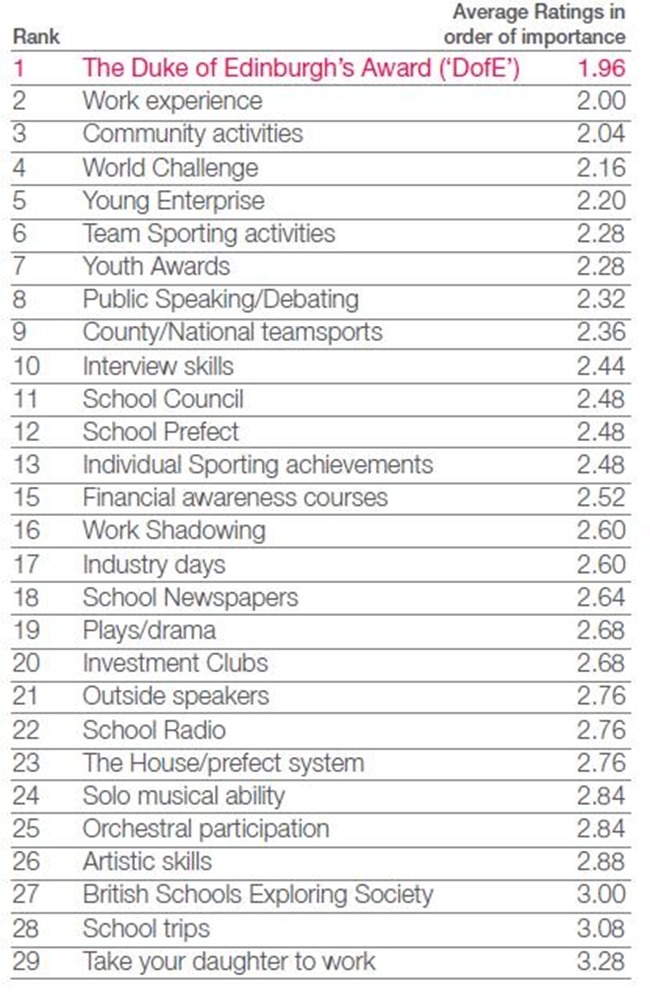 Average Ratings in
Rank order of importance
1 The Duke of Edinburgh’s Award (‘DofE’) 1.96
2 Work experience 2.00
3 Community activities 2.04
4 World Challenge 2.16
5 Young Enterprise 2.20
6 Team Sporting activities 2.28
7 Youth Awards 2.28
8 Public Speaking/Debating 2.32
9 County/National teamsports 2.36
10 Interview skills 2.44
11 School Council 2.48
12 School Prefect 2.48
13 Individual Sporting achievements 2.48
15 Financial awareness courses 2.52
16 Work Shadowing 2.60
17 Industry days 2.60
18 School Newspapers 2.64
19 Plays/drama 2.68
20 Investment Clubs 2.68
21 Outside speakers 2.76
22 School Radio 2.76
23 The House/prefect system 2.76
24 Solo musical ability 2.84
25 Orchestral participation 2.84
26 Artistic skills 2.88
27 British Schools Exploring Society 3.00
28 School trips 3.08
29 Take your daughter to work 3.28